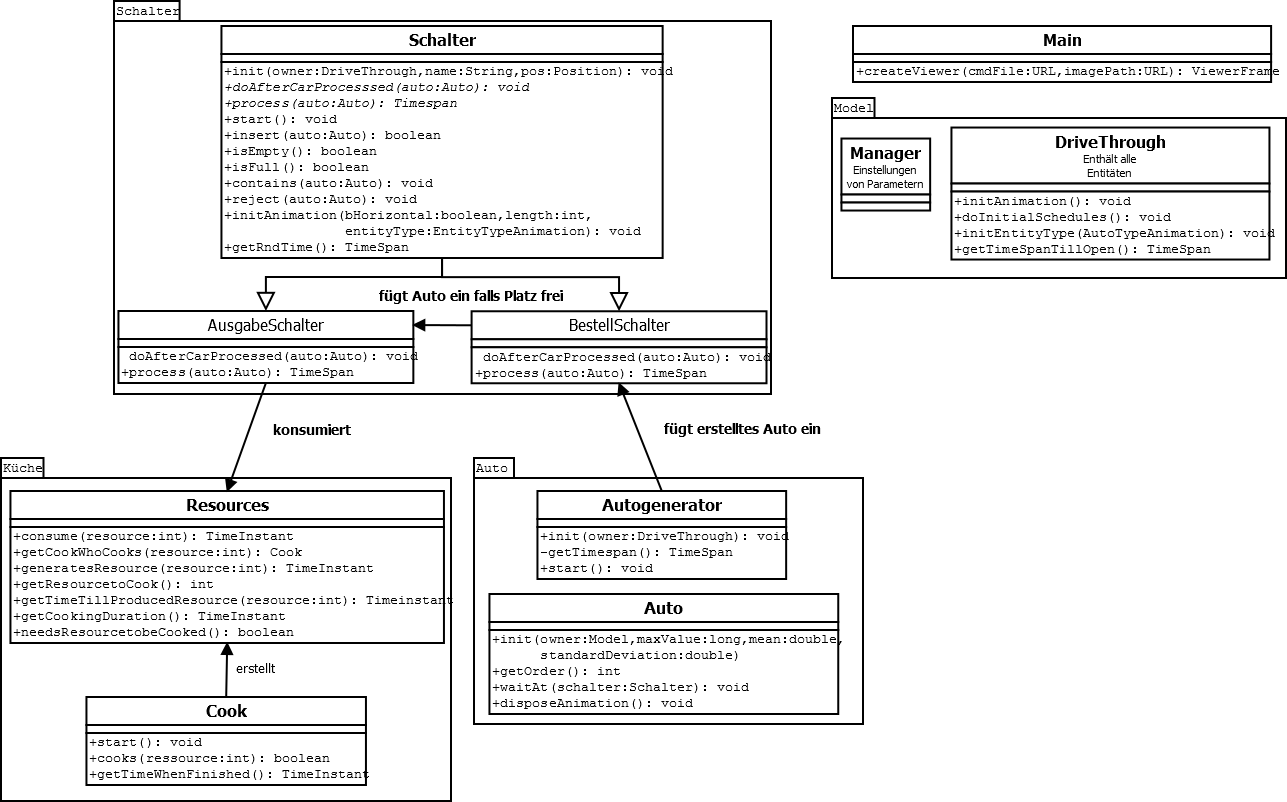 Schalter
Schalter
+init(owner:DriveThrough,name:String,pos:Position): void
+doAfterCarProcesssed(auto:Auto): void
+process(auto:Auto): Timespan
+start(): void
+insert(auto:Auto): boolean
+isEmpty(): boolean
+isFull(): boolean
+contains(auto:Auto): void
+reject(auto:Auto): void
+initAnimation(bHorizontal:boolean,length:int,
entityType:EntityTypeAnimation): void
+getRndTime(): TimeSpan
fügt Auto ein falls Platz frei
AusgabeSchalter
doAfterCarProcessed(auto:Auto): void
+process(auto:Auto): TimeSpan
BestellSchalter
doAfterCarProcessed(auto:Auto): void
+process(auto:Auto): TimeSpan
Main
+createViewer(cmdFile:URL,imagePath:URL): ViewerFrame
Model
Manager
Einstellungen
von Parametern
DriveThrough
Enthält alle
Entitäten
+initAnimation(): void
+doInitialSchedules(): void
+initEntityType(AutoTypeAnimation): void
+getTimeSpanTillOpen(): TimeSpan
konsumiert
fügt erstelltes Auto ein
Küche
Resources
+consume(resource:int): TimeInstant
+getCookWhoCooks(resource:int): Cook
+generatesResource(resource:int): TimeInstant
+getResourcetoCook(): int
+getTimeTillProducedResource(resource:int): Timeinstant
+getCookingDuration(): TimeInstant
+needsResourcetobeCooked(): boolean
erstellt
Cook
+start(): void
+cooks(ressource:int): boolean
+getTimeWhenFinished(): TimeInstant
Auto
Autogenerator
+init(owner:DriveThrough): void
-getTimespan(): TimeSpan
+start(): void
Auto
+init(owner:Model,maxValue:long,mean:double,
standardDeviation:double)
+getOrder(): int
+waitAt(schalter:Schalter): void
+disposeAnimation(): void